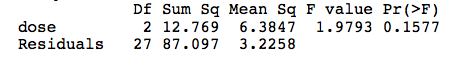 Df Sum Sq Mean Sq F value Pr(>F)
dose 2 12.769 6.3847 1.9793 0.1577
Residuals 27 87.097 3.2258